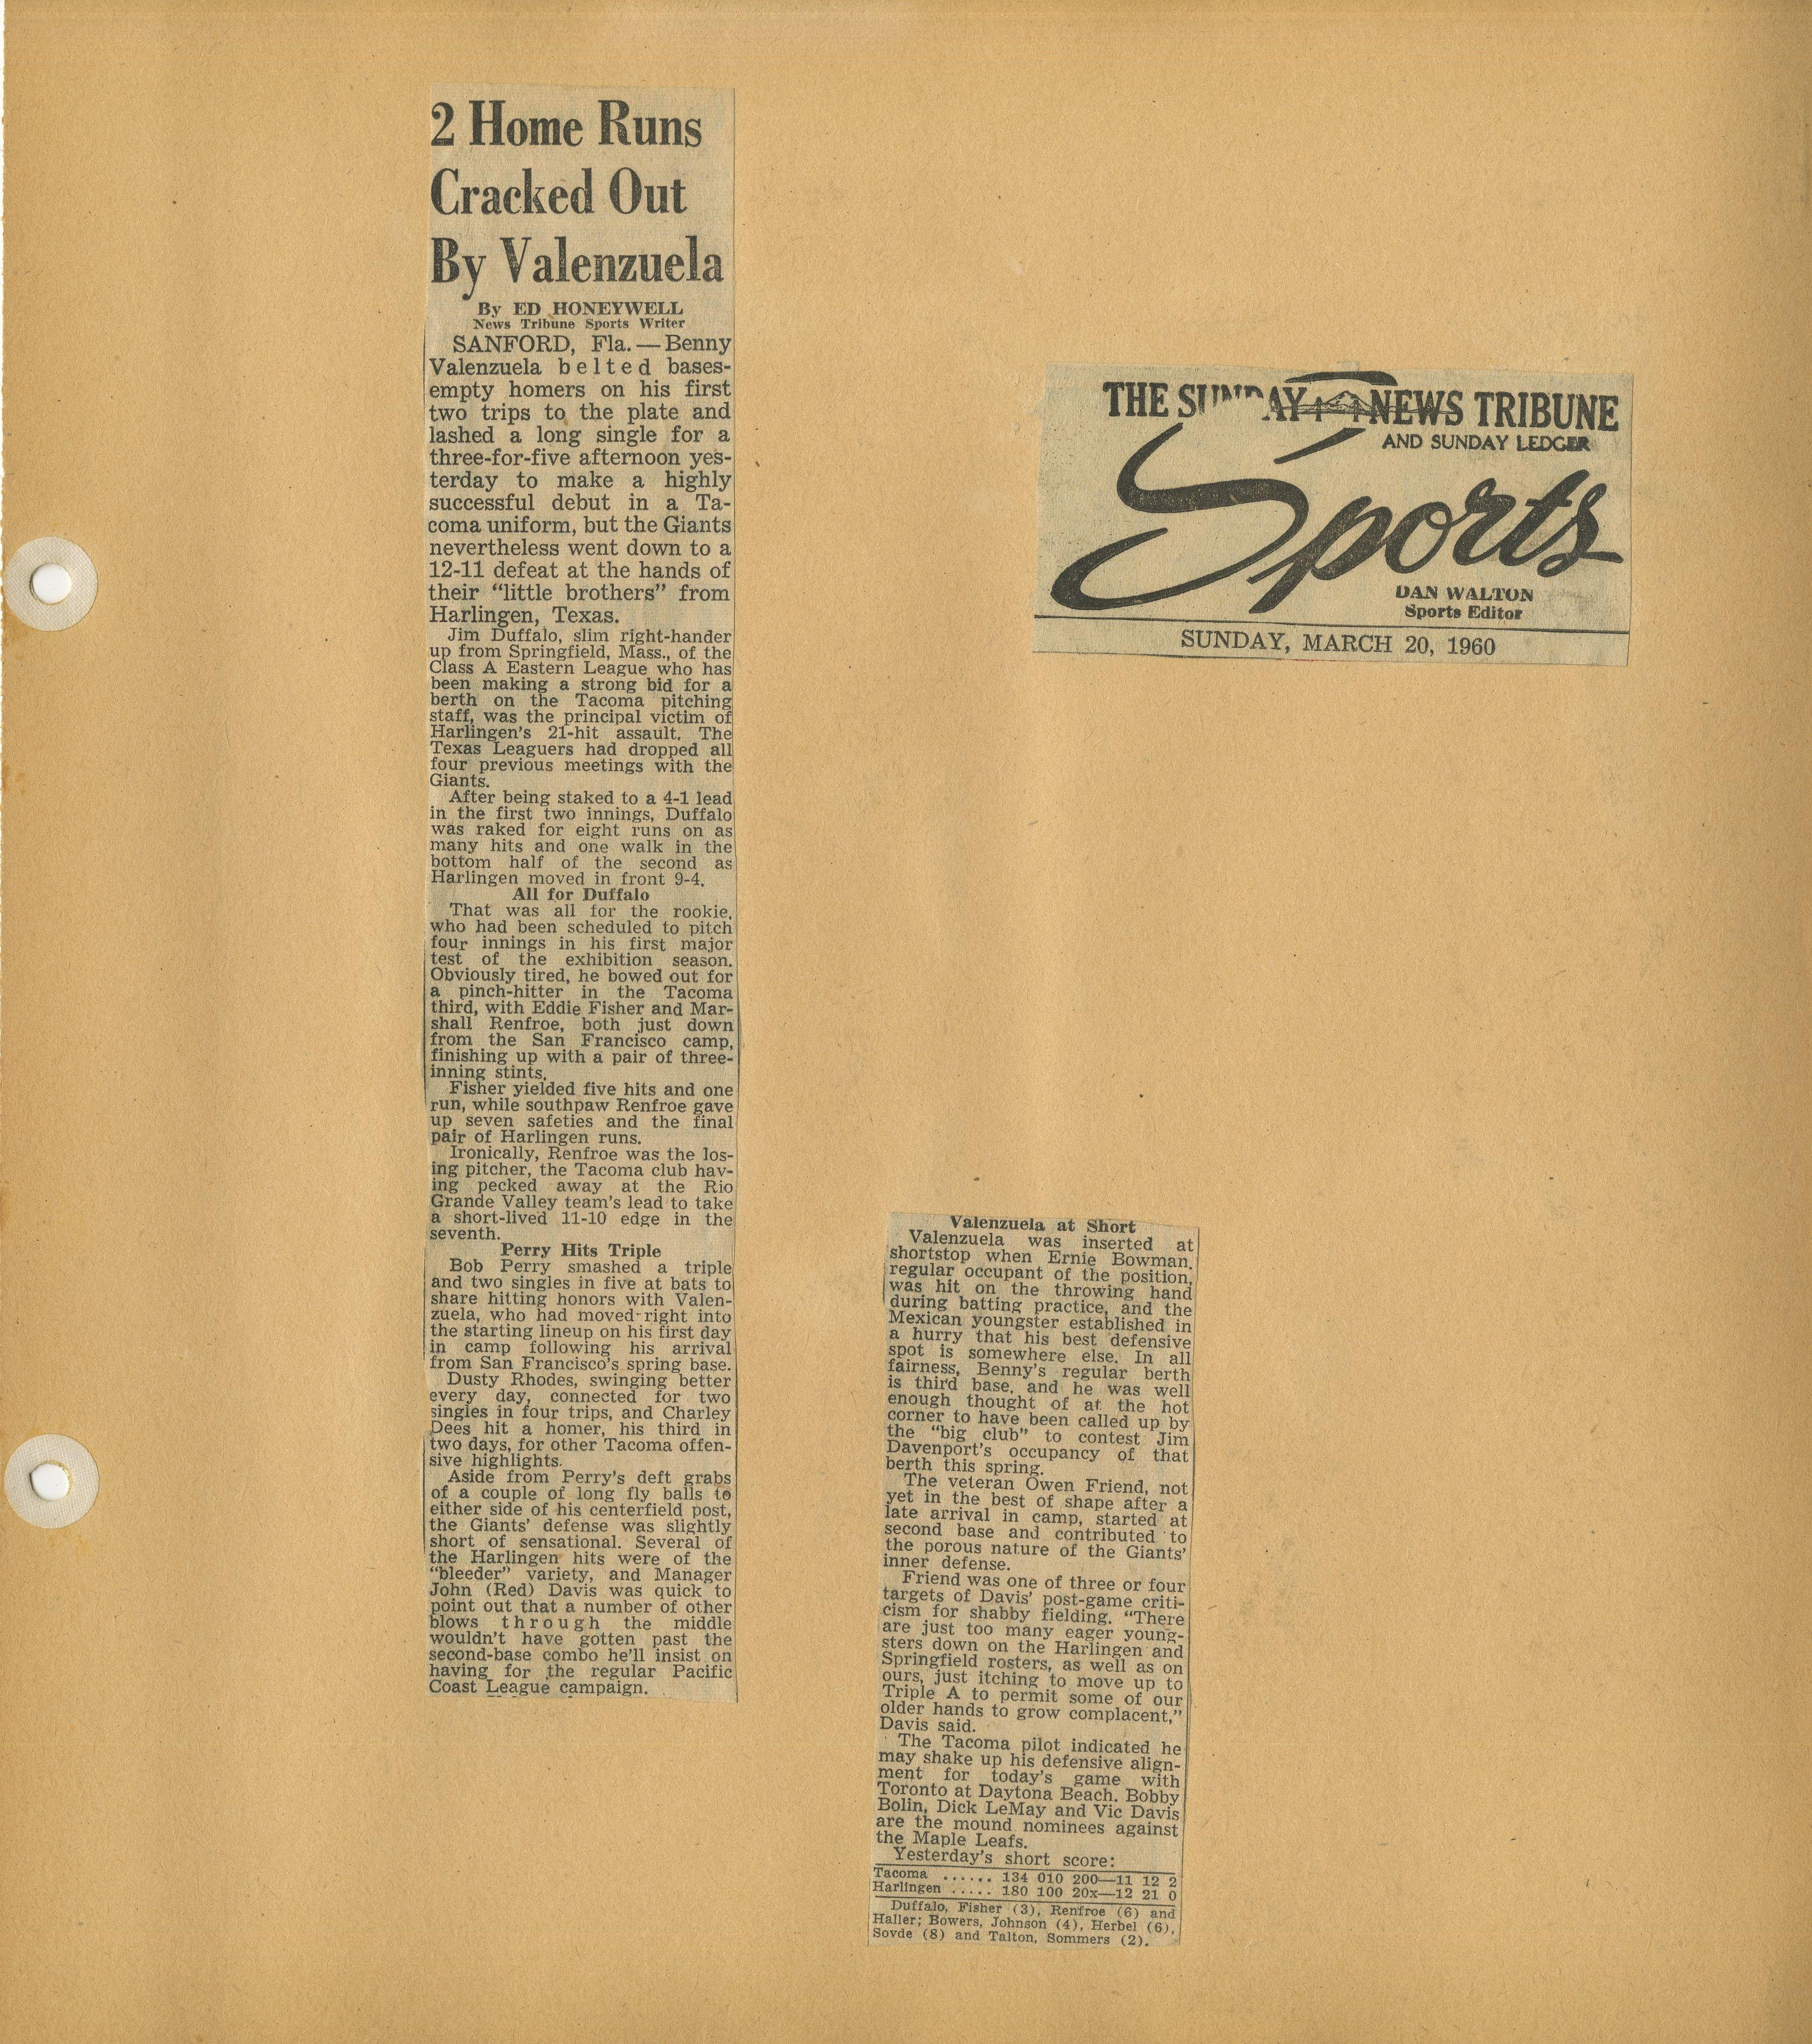 2 Home Runs
Cracked Out
By Valenzuela
By ED HONEYWELL
News Tribune Sports Writer
SANFORD, Fla. — Benny
Valenzuela belted bases-
empty homers on his first
two trips to the plate and
lashed a long single for a
three-for-five afternoon yes-
terday to make a highly
successful debut in a Ta-
coma uniform, but the Giants
nevertheless went down to a
12-11 defeat at the hands of
their "little brothers" from
Harlingen, Texas.
Jim Duffalo, slim right-hander
up from Springfield, Mass., of the
Class A Eastern League who has
been making a strong bid for a
berth on the Tacoma pitching
staff, was the principal victim of
Harlingen's 21-hit assault. The
Texas Leaguers had dropped all
four previous meetings with the
Giants.
After being staked to a 4-1 lead
in the first two innings, Duffalo
was raked for eight runs on as
many hits and one walk in the
bottom half of the second as
Harlingen moved in front 9-4.
All for Duffalo
That was all for the rookie,
who had been scheduled to pitch
four innings in his first major
test of the exhibition season.
Obviously tired, he bowed out for
a pinch-hitter in the Tacoma
third, with Eddie Fisher and Mar-
shall Renfroe, both just down
from the San Francisco camp,
finishing up with a pair of three-
inning stints.
Fisher yielded five hits and one
run, while southpaw Renfroe gave
up seven safeties and the final
pair of Harlingen runs.
Ironically, Renfroe was the los-
ing pitcher, the Tacoma club hav-
ing pecked away at the Rio
Grande Valley team's lead to take
a short-lived 11-10 edge in the
seventh.
Perry Hits Triple
Bob Perry smashed a triple
and two singles in five at bats to
share hitting honors with Valen-
zuela, who had moved right into
the starting lineup on his first day
in camp following his arrival
from San Francisco's spring base.
Dusty Rhodes, swinging better
every day, connected for two
singles in four trips, and Charley
Dees hit a homer, his third in
two days, for other Tacoma offen-
sive highlights.
Aside from Perry's deft grabs
of a couple of long fly balls to
either side of his centerfield post,
the Giants' defense was slightly
short of sensational. Several of
the Harlingen hits were of the
"bleeder" variety, and Manager
John (Red) Davis was quick to
point out that a number of other
blows through the middle
wouldn't have gotten past the
second-base combo he'll insist on
having for the regular Pacific
Coast League campaign.
THE SUNDAY NEWS TRIBUNE
AND SUNDAY LEDGER
Sports
DAN WALTON
Sports Editor
SUNDAY, MARCH 20, 1960
Valenzuela at Short
Valenzuela was inserted at
shortstop when Ernie Bowman,
regular occupant of the position,
was hit on the throwing hand
during batting practice, and the
Mexican youngster established in
a hurry that his best defensive
spot is somewhere else. In all
fairness, Benny's regular berth
is third base, and he was well
enough thought of at the hot
corner to have been called up by
the "big club" to contest Jim
Davenport's occupancy of that
berth this spring.
The veteran Owen Friend, not
yet in the best of shape after a
late arrival in camp, started at
second base and contributed to
the porous nature of the Giants'
inner defense.
Friend was one of three or four
targets of Davis' post-game criti-
cism for shabby fielding. "There
are just too many eager young-
sters down on the Harlingen and
Springfield rosters, as well as on
ours, just itching to move up to
Triple A to permit some of our
older hands to grow complacent,"
Davis said.
The Tacoma pilot indicated he
may shake up his defensive align-
ment for today's game with
Toronto at Daytona Beach. Bobby
Bolin, Dick LeMay and Vic Davis
are the mound nominees against
the Maple Leafs.
Yesterday's short score:
Tacoma ...... 134 010 200—11 12 2
Harlingen ..... 180 100 20x—12 21 0
Duffalo, Fisher (3), Renfroe (6) and
Haller; Bowers, Johnson (4), Herbel (6),
Sovde (8) and Talton, Sommers (2).